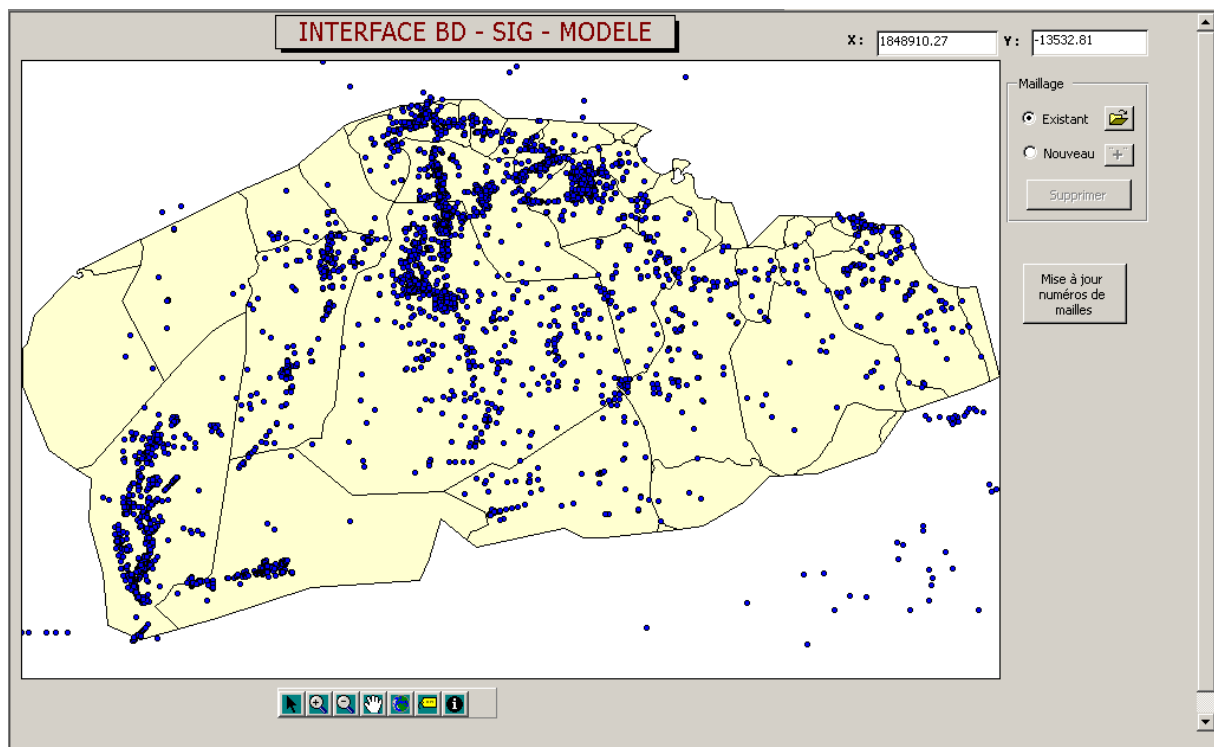 INTERFACE BD - SIG - MODELE
X: 1848910.27 Y: -13532.81
Maillage
Existant
Nouveau
Supprimer
Mise à jour
numéros de
mailles